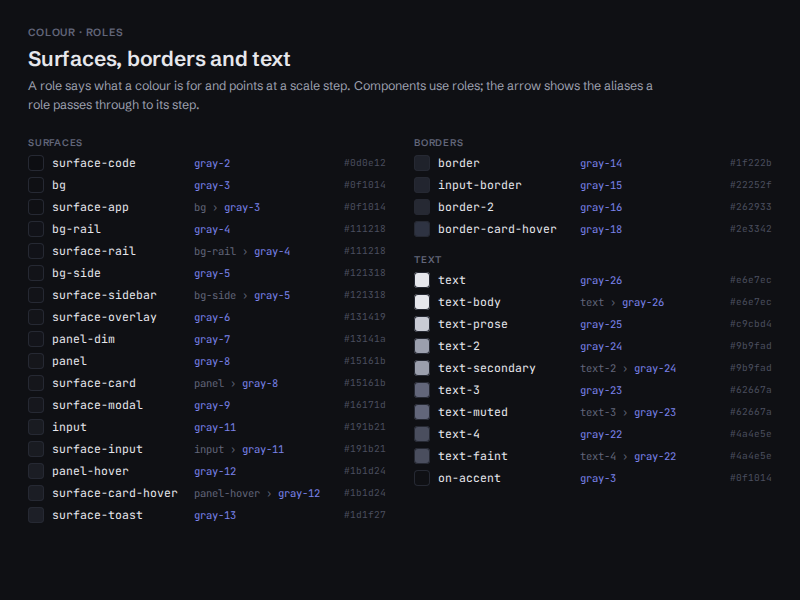 COLOUR · ROLES
Surfaces, borders and text
A role says what a colour is for and points at a scale step. Components use roles; the arrow shows the aliases a
role passes through to its step.
SURFACES
surface-code gray-2 #0d0e12
bg gray-3 #0f1014
surface-app bg › gray-3 #0f1014
bg-rail gray-4 #111218
surface-rail bg-rail › gray-4 #111218
bg-side gray-5 #121318
surface-sidebar bg-side › gray-5 #121318
surface-overlay gray-6 #131419
panel-dim gray-7 #13141a
panel gray-8 #15161b
surface-card panel › gray-8 #15161b
surface-modal gray-9 #16171d
input gray-11 #191b21
surface-input input › gray-11 #191b21
panel-hover gray-12 #1b1d24
surface-card-hover panel-hover › gray-12 #1b1d24
surface-toast gray-13 #1d1f27
BORDERS
border gray-14 #1f222b
input-border gray-15 #22252f
border-2 gray-16 #262933
border-card-hover gray-18 #2e3342
TEXT
text gray-26 #e6e7ec
text-body text › gray-26 #e6e7ec
text-prose gray-25 #c9cbd4
text-2 gray-24 #9b9fad
text-secondary text-2 › gray-24 #9b9fad
text-3 gray-23 #62667a
text-muted text-3 › gray-23 #62667a
text-4 gray-22 #4a4e5e
text-faint text-4 › gray-22 #4a4e5e
on-accent gray-3 #0f1014